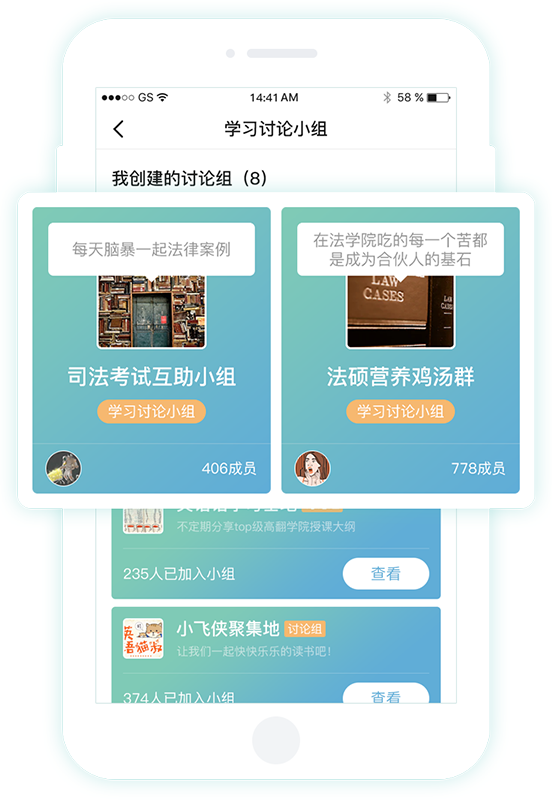 GS
14:41AM
58 %
学习讨论小组
我创建的讨论组（8）
每天脑暴一起法律案例
司法考试互助小组
学习讨论小组
406成员
在法学院吃的每一个苦都
是成为合伙人的基石
LAW
CASES
LAW
CASES
法硕营养鸡汤群
学习讨论小组
778成员
不定期分享top级高翻学院授课大纲
235人已加入小组
查看
英语猫淑
小飞侠聚集地
讨论组
让我们一起快快乐乐的读书吧！
374人已加入小组
查看